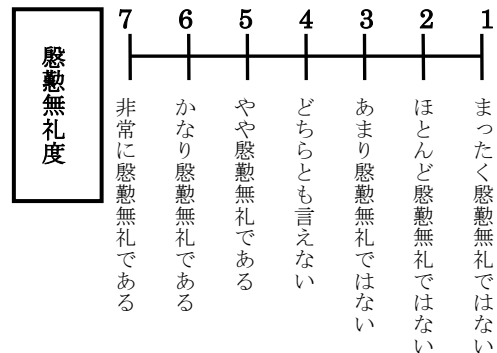 慇懃無礼度
7 6 5 4 3 2 1
まったく慇懃無礼ではない
ほとんど慇懃無礼ではない
あまり慇懃無礼ではない
どちらとも言えない
やや慇懃無礼である
かなり慇懃無礼である
非常に慇懃無礼である